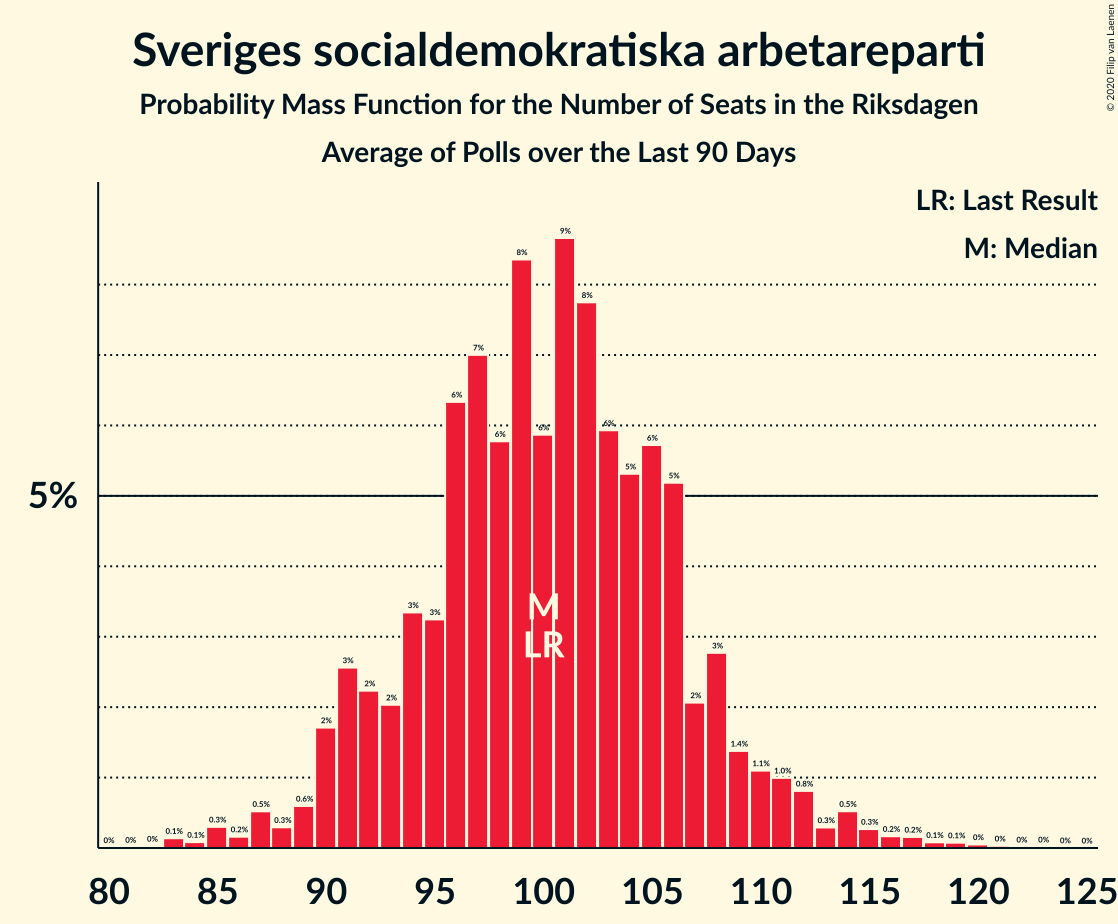 Sveriges socialdemokratiska arbetareparti
Probability Mass Function for the Number of Seats in the Riksdagen
Average of Polls over the Last 90 Days
© 2020 Filip van Laenen
LR: Last Result
M: Median
5%
0% 0% 0% 0.1% 0.1% 0.3% 0.2% 0.5% 0.3% 0.6% 2% 3% 2% 2% 3% 3% 6% 7% 6% 8% 6% 9% 8% 6% 5% 6% 5% 2% 3% 1.4% 1.1% 1.0% 0.8% 0.3% 0.5% 0.3% 0.2% 0.2% 0.1% 0.1% 0% 0% 0% 0% 0% 0%
M
LR
80 85 90 95 100 105 110 115 120 125